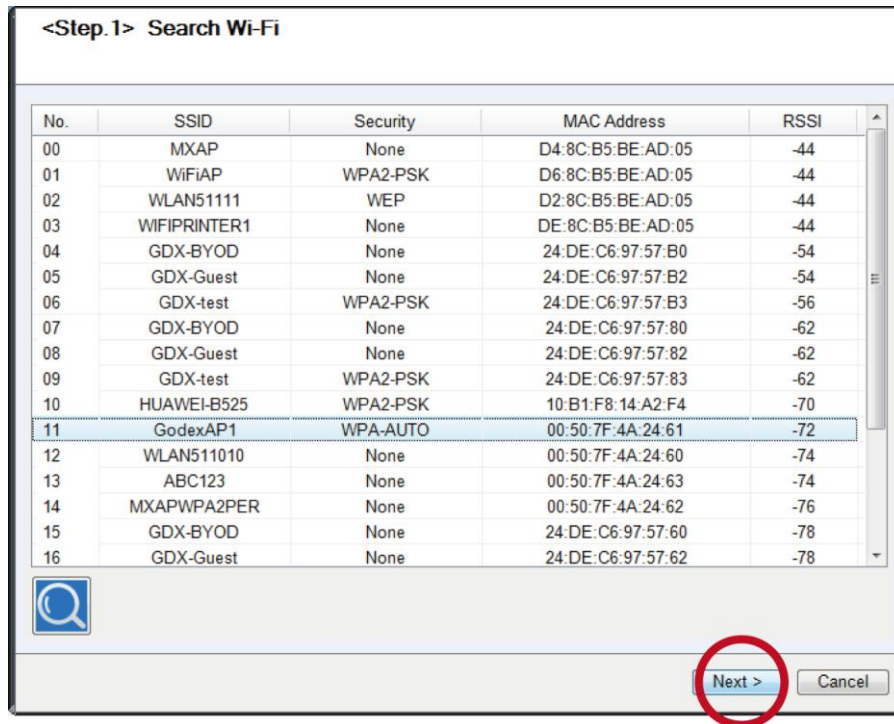 <Step.1> Search Wi-Fi
No. SSID Security MAC Address RSSI
00 MXAP None D4:8C:B5:BE:AD:05 -44
01 WiFiAP WPA2-PSK D6:8C:B5:BE:AD:05 -44
02 WLAN51111 WEP D2:8C:B5:BE:AD:05 -44
03 WIFIPRINTER1 None DE:8C:B5:BE:AD:05 -44
04 GDX-BYOD None 24:DE:C6:97:57:B0 -54
05 GDX-Guest None 24:DE:C6:97:57:B2 -54
06 GDX-test WPA2-PSK 24:DE:C6:97:57:B3 -56
07 GDX-BYOD None 24:DE:C6:97:57:80 -62
08 GDX-Guest None 24:DE:C6:97:57:82 -62
09 GDX-test WPA2-PSK 24:DE:C6:97:57:83 -62
10 HUAWEI-B525 WPA2-PSK 10:B1:F8:14:A2:F4 -70
11 GodexAP1 WPA-AUTO 00:50:7F:4A:24:61 -72
12 WLAN511010 None 00:50:7F:4A:24:60 -74
13 ABC123 None 00:50:7F:4A:24:63 -74
14 MXAPWPA2PER None 00:50:7F:4A:24:62 -76
15 GDX-BYOD None 24:DE:C6:97:57:60 -78
16 GDX-Guest None 24:DE:C6:97:57:62 -78
Next > Cancel